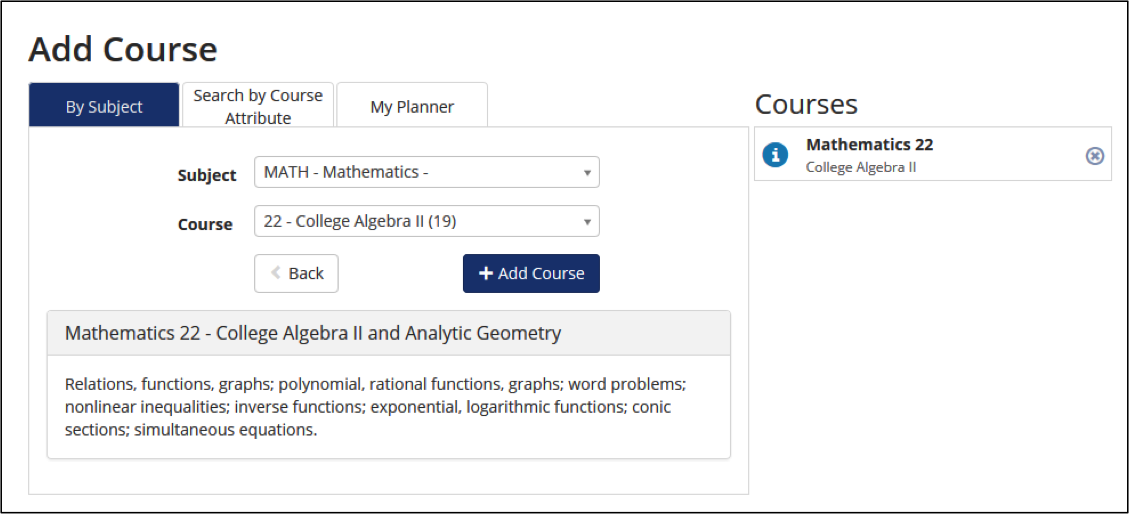 Add Course
By Subject
Search by Course
Attribute
My Planner
Subject
MATH - Mathematics -
Course
22 - College Algebra II (19)
Back
Add Course
Mathematics 22 - College Algebra II and Analytic Geometry
Relations, functions, graphs; polynomial, rational functions, graphs; word problems;
nonlinear inequalities; inverse functions; exponential, logarithmic functions; conic
sections; simultaneous equations.
Courses
Mathematics 22
College Algebra II